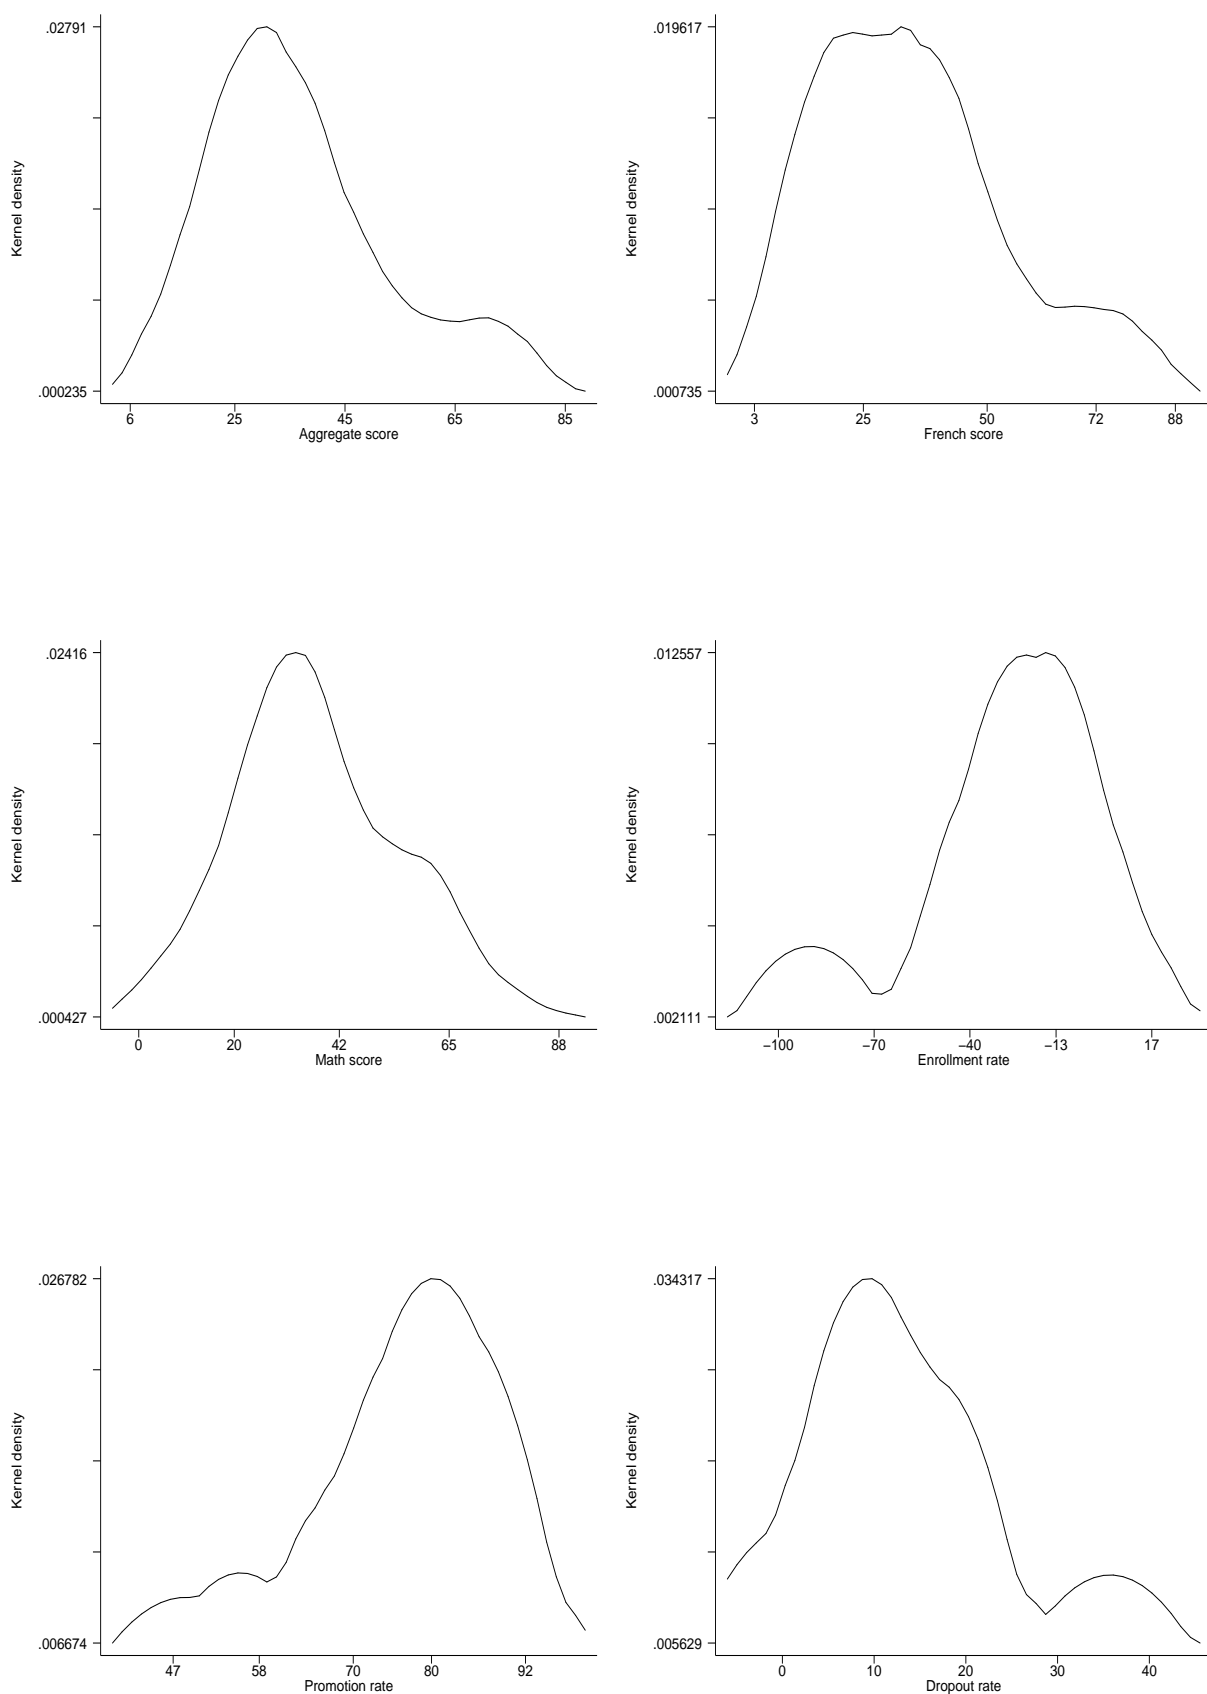 .02791
Kernel density
.000235
6 25 45 65 85
Aggregate score
.019617
Kernel density
.000735
3 25 50 72 88
French score
.02416
Kernel density
.000427
0 20 42 65 88
Math score
.012557
Kernel density
.002111
−100 −70 −40 −13 17
Enrollment rate
.026782
Kernel density
.006674
47 58 70 80 92
Promotion rate
.034317
Kernel density
.005629
0 10 20 30 40
Dropout rate